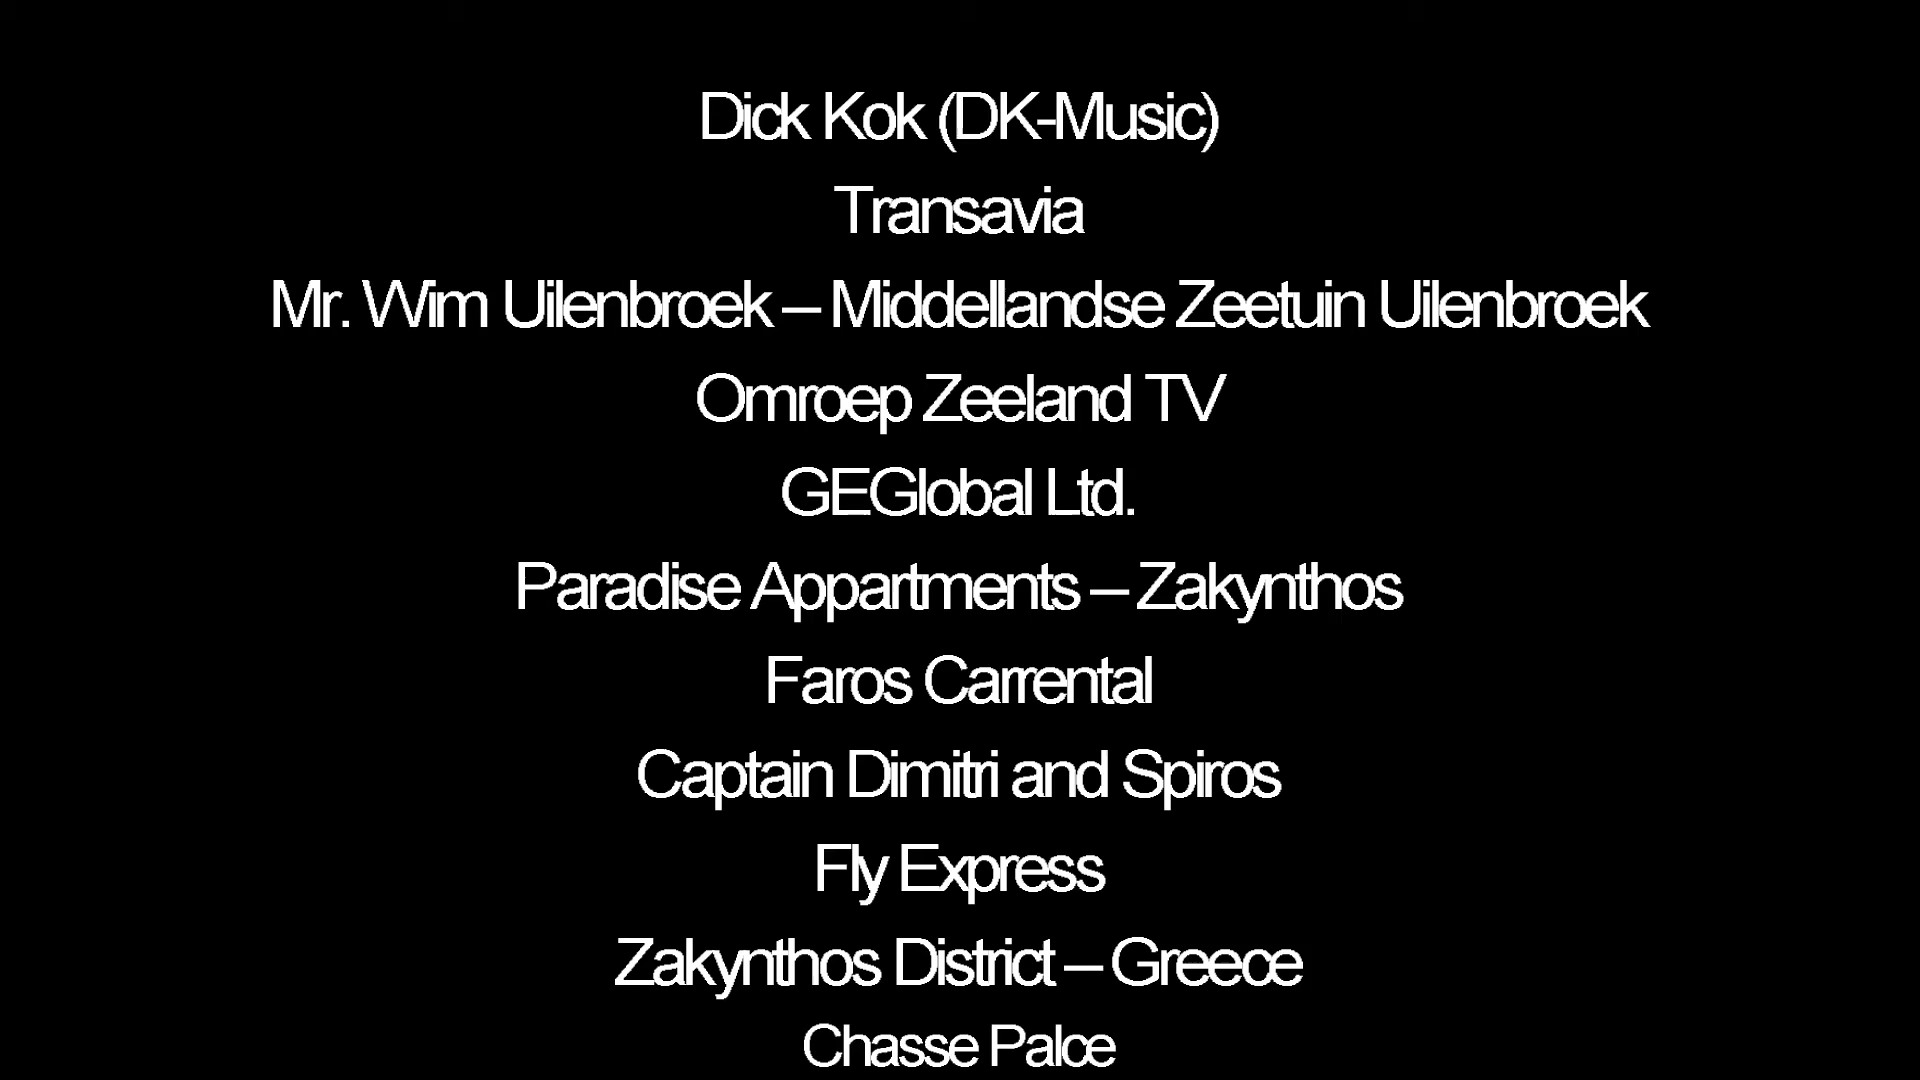 Dick Kok (DK-Music)
Transavia
Mr. Wim Uilenbroek – Middellandse Zeetuin Uilenbroek
Omroep Zeeland TV
GEGlobal Ltd.
Paradise Appartments – Zakynthos
Faros Carrental
Captain Dimitri and Spiros
Fly Express
Zakynthos District – Greece
Chasse Palce